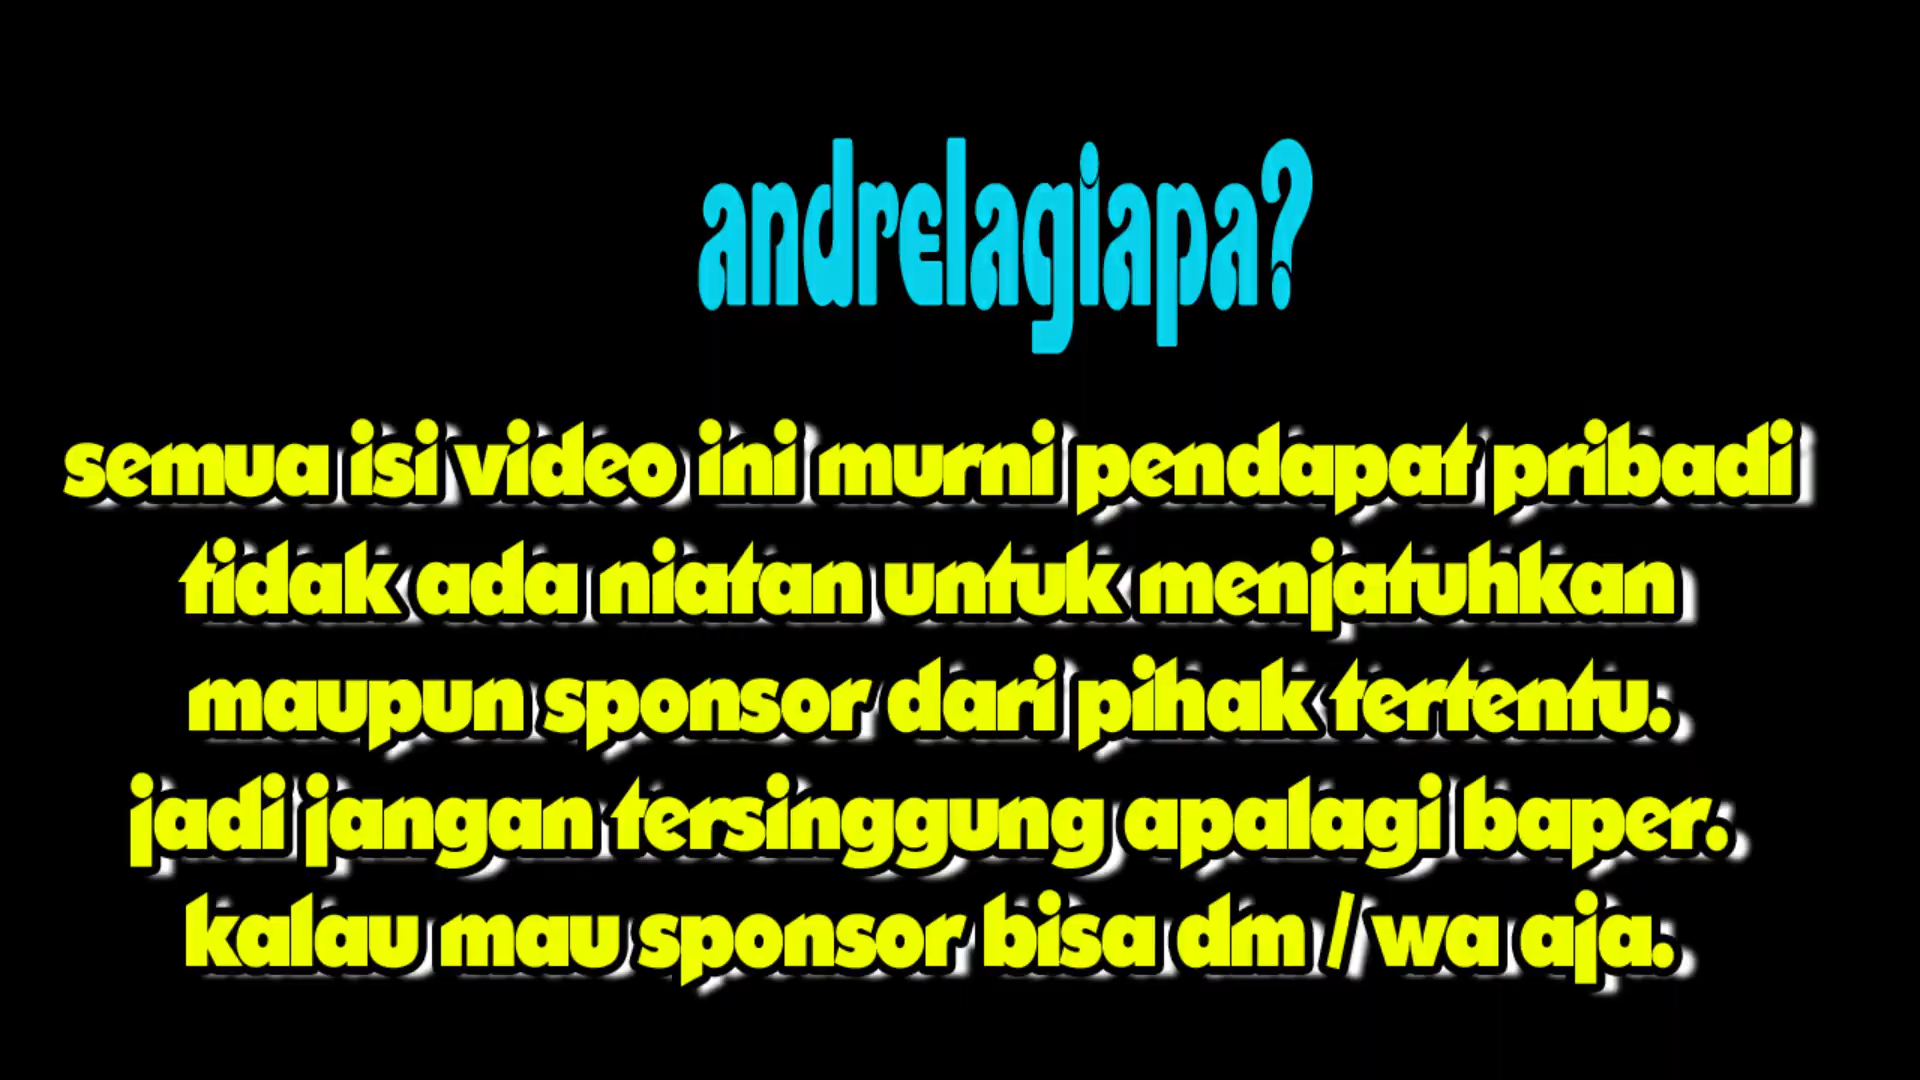 andrelagiapa?
semua isi video ini murni pendapat pribadi
tidak ada niatan untuk menjatuhkan
maupun sponsor dari pihak tertentu.
jadi jangan tersinggung apalagi baper.
kalau mau sponsor bisa dm / wa aja.